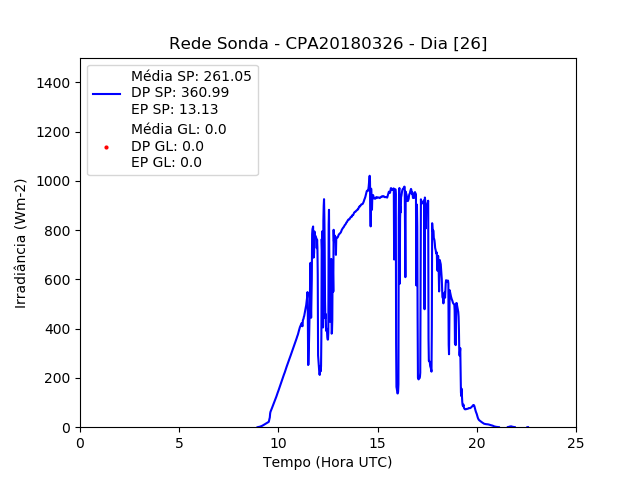 Rede Sonda - CPA20180326 - Dia [26]
Média SP: 261.05
DP SP: 360.99
EP SP: 13.13
Média GL: 0.0
DP GL: 0.0
EP GL: 0.0
Irradiância (Wm-2)
1400
1200
1000
800
600
400
200
0
0 5 10 15 20 25
Tempo (Hora UTC)